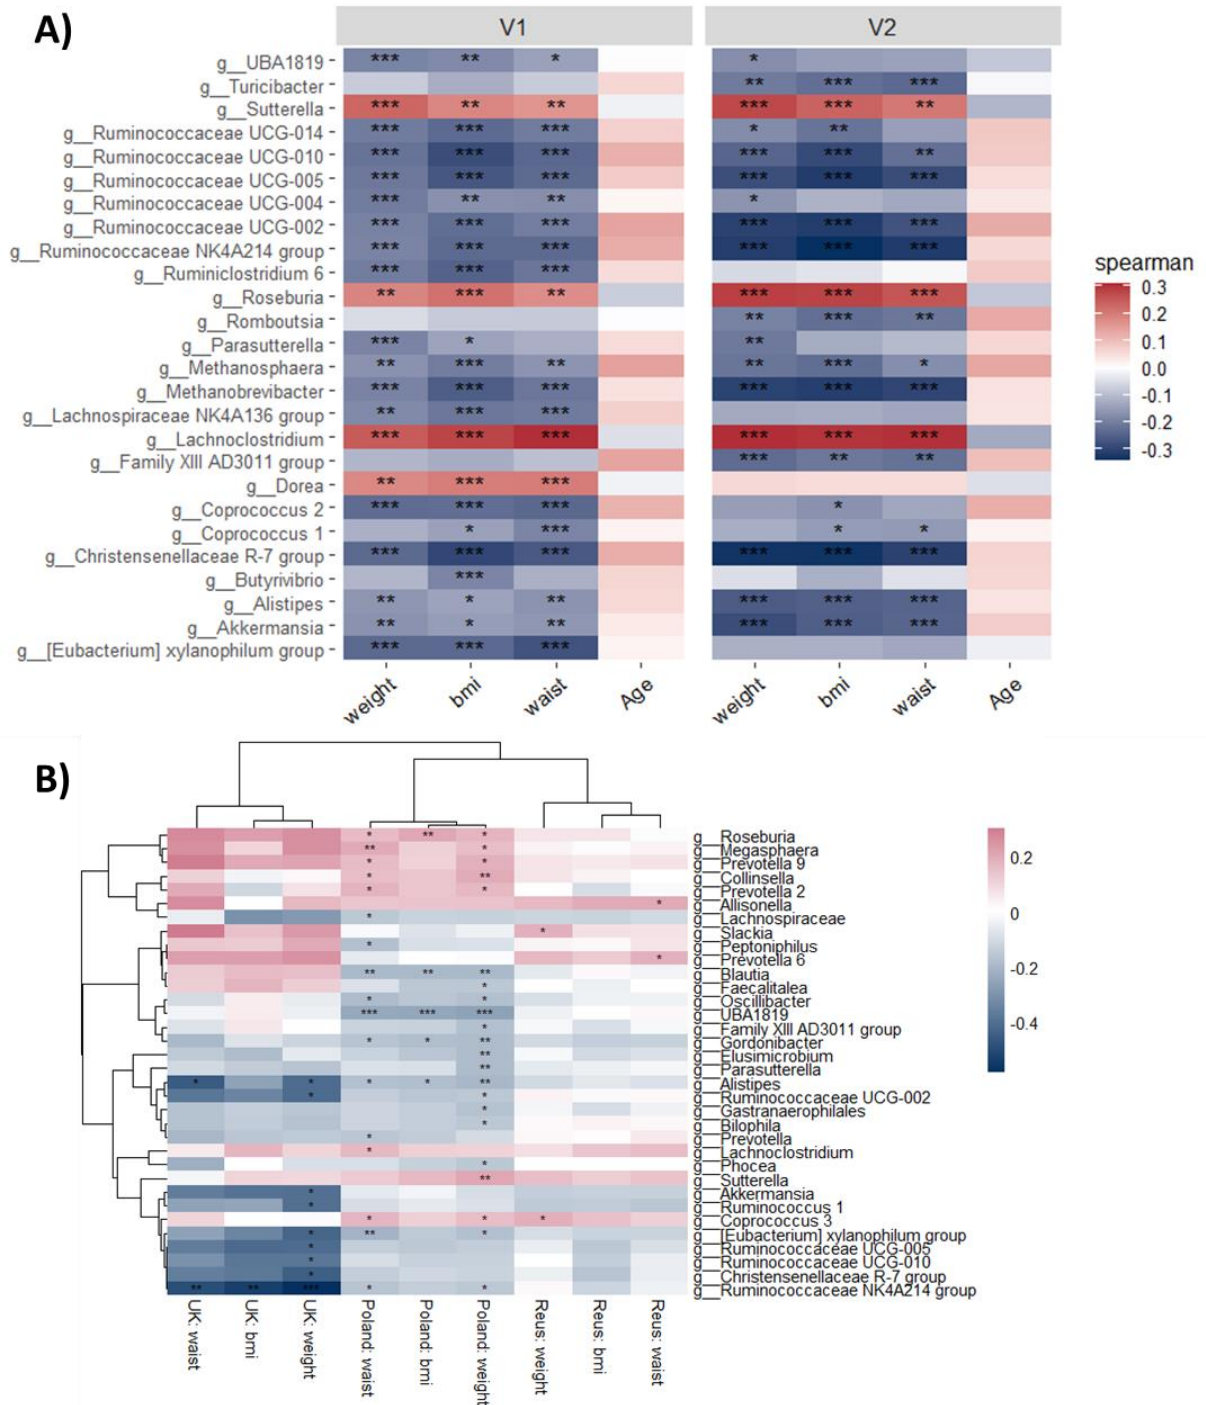 A)
V1
V2
g__UBA1819
*** ** * *
g__Turicibacter
** *** ***
g__Sutterella
*** ** ** *** *** **
g__Ruminococcaceae UCG-014
*** *** *** * **
g__Ruminococcaceae UCG-010
*** *** *** *** *** **
g__Ruminococcaceae UCG-005
*** *** *** *** *** ***
g__Ruminococcaceae UCG-004
*** ** ** *
g__Ruminococcaceae UCG-002
*** *** *** *** *** ***
g__Ruminococcaceae NK4A214 group
*** *** *** *** *** ***
g__Ruminiclostridium 6
*** *** ***
g__Roseburia
** *** ** *** *** ***
g__Romboutsia
** *** **
g__Parasutterella
*** * **
g__Methanosphaera
** *** ** ** *** *
g__Methanobrevibacter
*** *** *** *** *** ***
g__Lachnospiraceae NK4A136 group
** *** ***
g__Lachnoclostridium
*** *** *** *** *** ***
g__Family XIII AD3011 group
*** ** **
g__Dorea
** *** ***
g__Coprococcus 2
*** *** *** *
g__Coprococcus 1
* *** * *
g__Christensenellaceae R-7 group
*** *** *** *** *** ***
g__Butyrivibrio
***
g__Alistipes
** * ** *** *** ***
g__Akkermansia
** * ** *** *** ***
g__[Eubacterium] xylanophilum group
*** *** ***
weight
bmi
waist
Age
weight
bmi
waist
Age
spearman
0.3
0.2
0.1
0.0
-0.1
-0.2
-0.3
B)
* ** * g__Roseburia
** * g__Megasphaera
* * g__Prevotella 9
* ** g__Collinsella
* * g__Prevotella 2
* g__Allisonella
* g__Lachnospiraceae
* g__Slackia
* g__Peptoniphilus
* g__Prevotella 6
** ** ** g__Blautia
* g__Faecalitalea
* * g__Oscillibacter
*** *** *** g__UBA1819
* g__Family XIII AD3011 group
* * ** g__Gordonibacter
** g__Elusimicrobium
** g__Parasutterella
* * * * ** g__Alistipes
* * g__Ruminococcaceae UCG-002
* g__Gastranaerophilales
* g__Bilophila
* g__Prevotella
* g__Lachnoclostridium
* g__Phocea
** g__Sutterella
* g__Akkermansia
* g__Ruminococcus 1
* * * g__Coprococcus 3
* ** * g__[Eubacterium] xylanophilum group
* g__Ruminococcaceae UCG-005
* g__Ruminococcaceae UCG-010
* g__Christensenellaceae R-7 group
** ** *** * * g__Ruminococcaceae NK4A214 group
UK: waist
UK: bmi
UK: weight
Poland: waist
Poland: bmi
Poland: weight
Reus: weight
Reus: bmi
Reus: waist
0.2
0
-0.2
-0.4